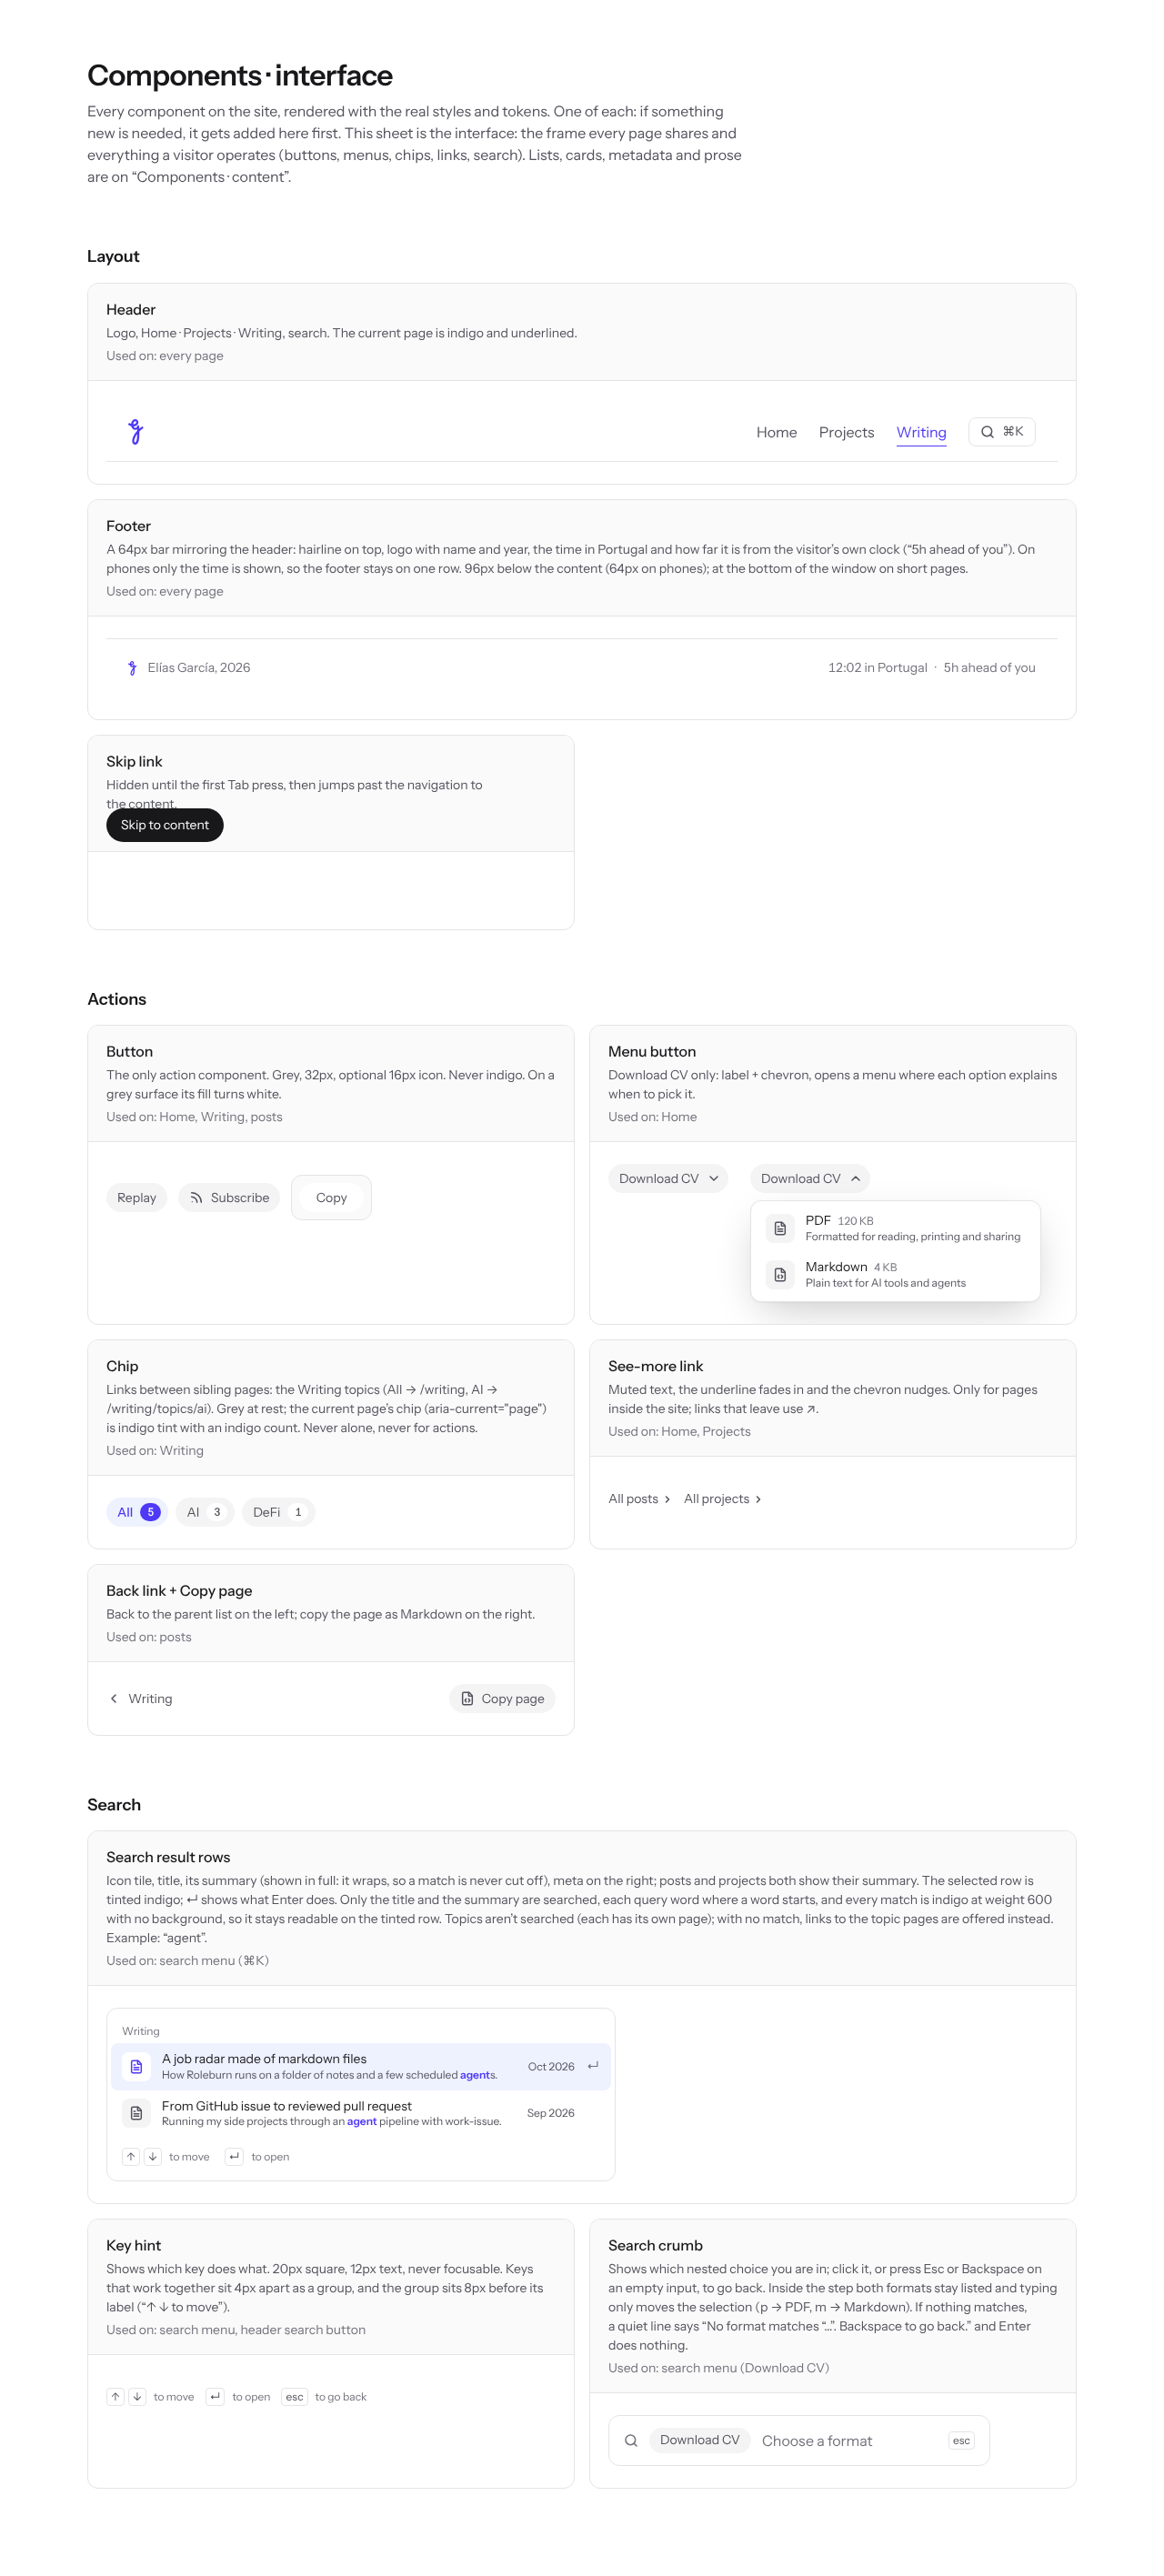 Components · interface
Every component on the site, rendered with the real styles and tokens. One of each: if something
new is needed, it gets added here first. This sheet is the interface: the frame every page shares and
everything a visitor operates (buttons, menus, chips, links, search). Lists, cards, metadata and prose
are on “Components · content”.
Layout
Header
Logo, Home · Projects · Writing, search. The current page is indigo and underlined.
Used on: every page
Home Projects Writing ⌘K
Footer
A 64px bar mirroring the header: hairline on top, logo with name and year, the time in Portugal and how far it is from the visitor’s own clock (“5h ahead of you”). On
phones only the time is shown, so the footer stays on one row. 96px below the content (64px on phones); at the bottom of the window on short pages.
Used on: every page
Elías García, 2026
12:02 in Portugal · 5h ahead of you
Skip link
Hidden until the first Tab press, then jumps past the navigation to
the content.
Skip to content
Actions
Button
The only action component. Grey, 32px, optional 16px icon. Never indigo. On a
grey surface its fill turns white.
Used on: Home, Writing, posts
Replay Subscribe Copy
Menu button
Download CV only: label + chevron, opens a menu where each option explains
when to pick it.
Used on: Home
Download CV Download CV
PDF 120 KB
Formatted for reading, printing and sharing
Markdown 4 KB
Plain text for AI tools and agents
Chip
Links between sibling pages: the Writing topics (All → /writing, AI →
/writing/topics/ai). Grey at rest; the current page’s chip (aria-current="page")
is indigo tint with an indigo count. Never alone, never for actions.
Used on: Writing
All 5 AI 3 DeFi 1
See-more link
Muted text, the underline fades in and the chevron nudges. Only for pages
inside the site; links that leave use ↗.
Used on: Home, Projects
All posts › All projects ›
Back link + Copy page
Back to the parent list on the left; copy the page as Markdown on the right.
Used on: posts
Writing
Copy page
Search
Search result rows
Icon tile, title, its summary (shown in full: it wraps, so a match is never cut off), meta on the right; posts and projects both show their summary. The selected row is
tinted indigo; ↵ shows what Enter does. Only the title and the summary are searched, each query word where a word starts, and every match is indigo at weight 600
with no background, so it stays readable on the tinted row. Topics aren’t searched (each has its own page); with no match, links to the topic pages are offered instead.
Example: “agent”.
Used on: search menu (⌘K)
Writing
A job radar made of markdown files
How Roleburn runs on a folder of notes and a few scheduled agents.
Oct 2026 ↵
From GitHub issue to reviewed pull request
Running my side projects through an agent pipeline with work-issue.
Sep 2026
↑ ↓ to move ↵ to open
Key hint
Shows which key does what. 20px square, 12px text, never focusable. Keys
that work together sit 4px apart as a group, and the group sits 8px before its
label (“↑ ↓ to move”).
Used on: search menu, header search button
↑ ↓ to move ↵ to open esc to go back
Search crumb
Shows which nested choice you are in; click it, or press Esc or Backspace on
an empty input, to go back. Inside the step both formats stay listed and typing
only moves the selection (p → PDF, m → Markdown). If nothing matches,
a quiet line says “No format matches “…”. Backspace to go back.” and Enter
does nothing.
Used on: search menu (Download CV)
Download CV Choose a format esc